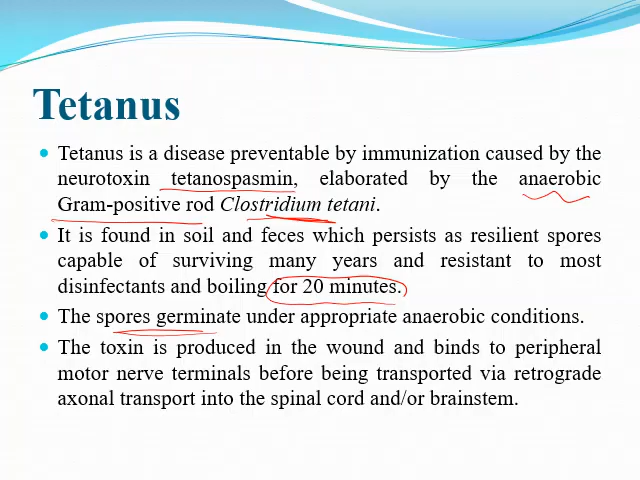 Tetanus
• Tetanus is a disease preventable by immunization caused by the
neurotoxin tetanospasmin, elaborated by the anaerobic
Gram-positive rod Clostridium tetani.
• It is found in soil and feces which persists as resilient spores
capable of surviving many years and resistant to most
disinfectants and boiling for 20 minutes.
• The spores germinate under appropriate anaerobic conditions.
• The toxin is produced in the wound and binds to peripheral
motor nerve terminals before being transported via retrograde
axonal transport into the spinal cord and/or brainstem.